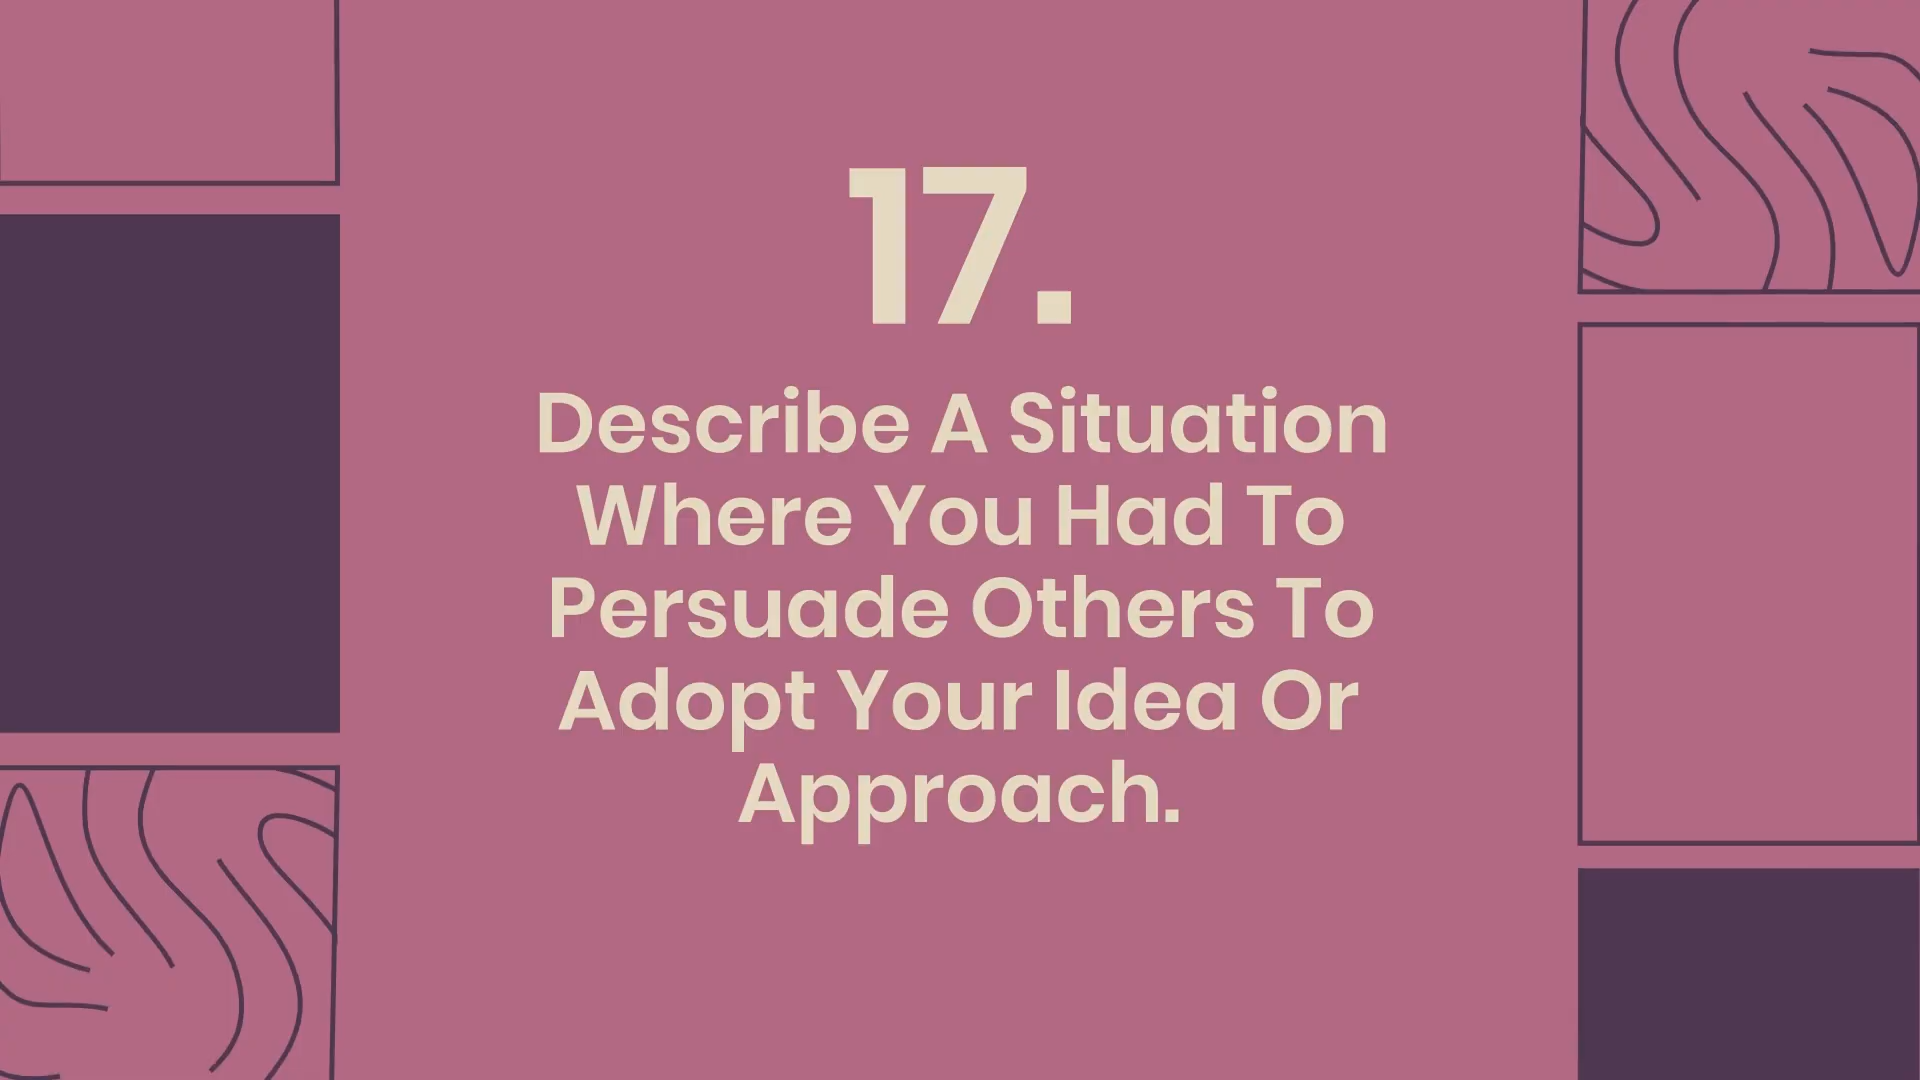 17.
Describe A Situation
Where You Had To
Persuade Others To
Adopt Your Idea Or
Approach.